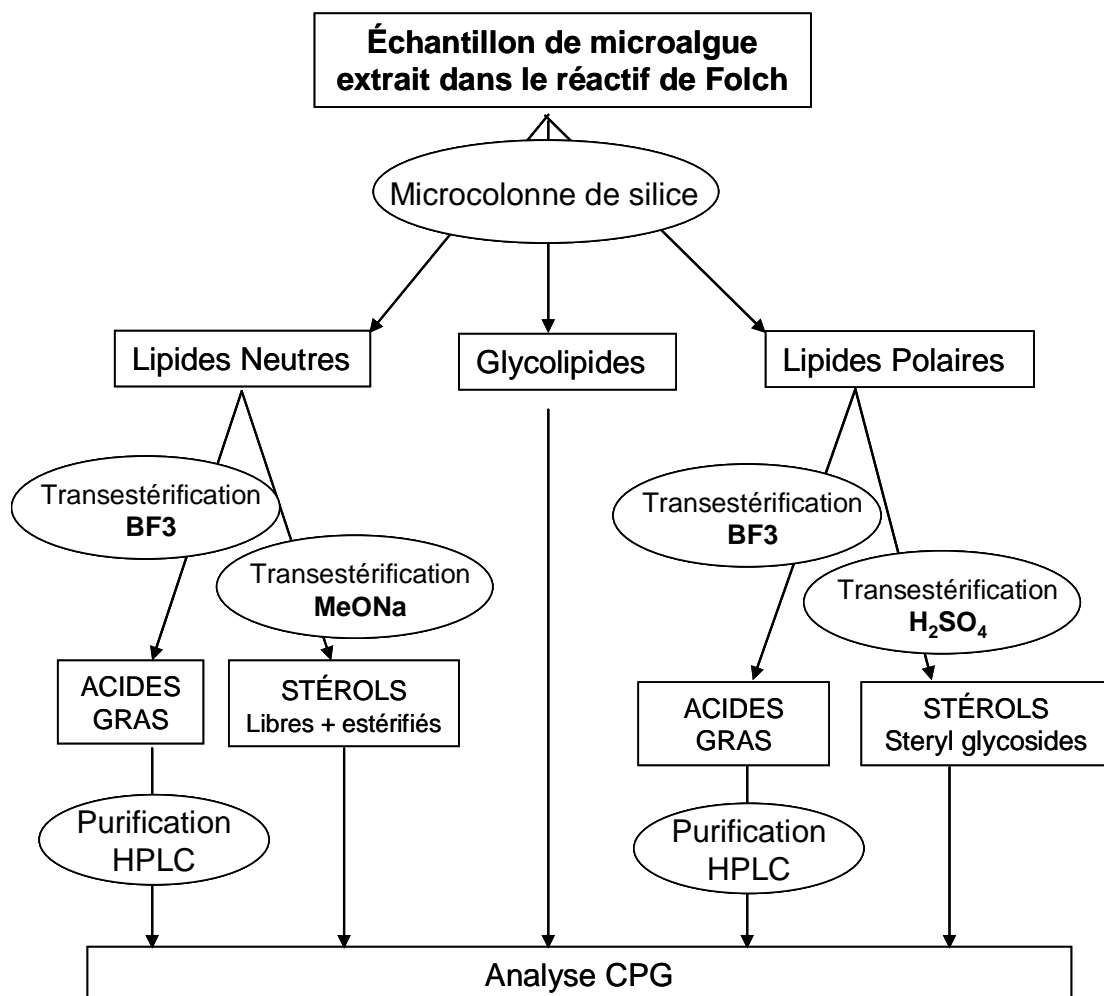 Échantillon de microalgue
extrait dans le réactif de Folch
Microcolonne de silice
Lipides Neutres
Glycolipides
Lipides Polaires
Transestérification
BF3
Transestérification
MeONa
Transestérification
BF3
Transestérification
H₂SO₄
ACIDES
GRAS
STÉROLS
Libres + estérifiés
ACIDES
GRAS
STÉROLS
Steryl glycosides
Purification
HPLC
Purification
HPLC
Analyse CPG